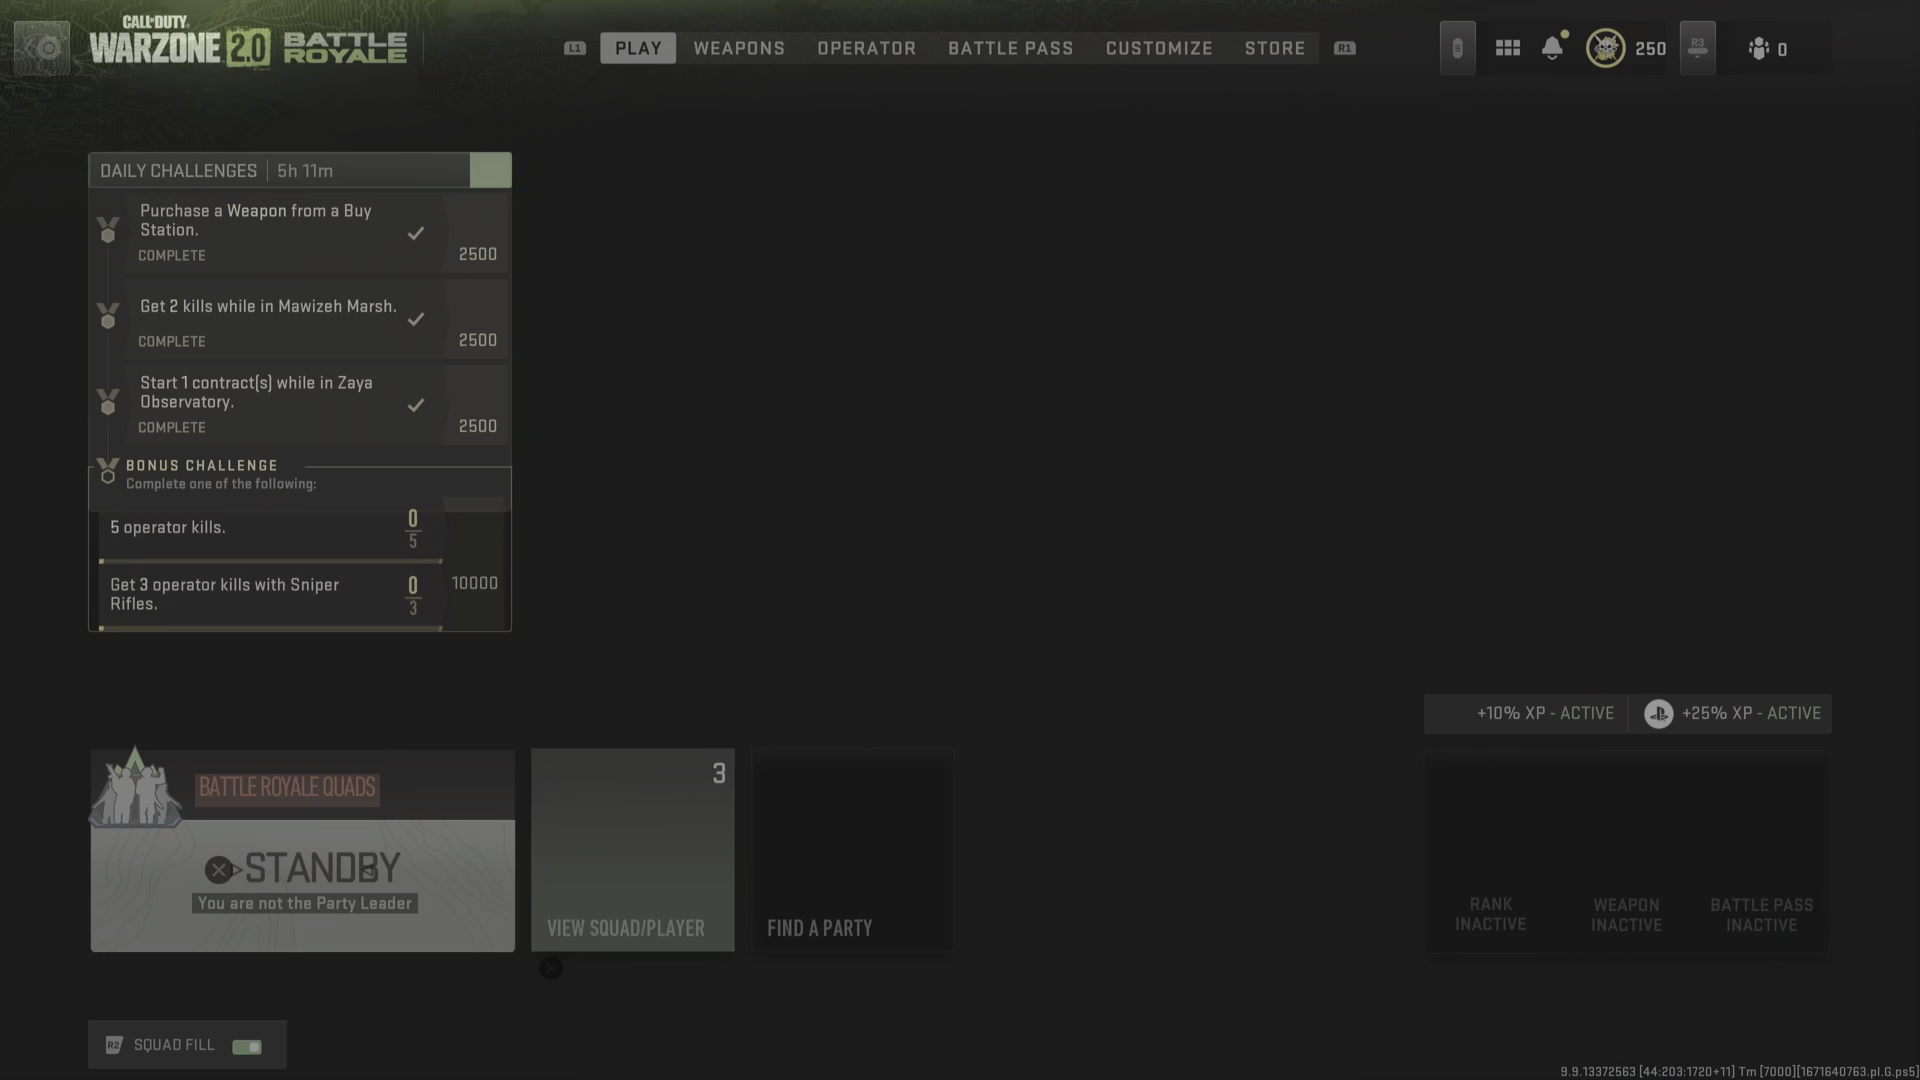 CALL OF DUTY.
WARZONE 2.0 BATTLE ROYALE
L1 PLAY WEAPONS OPERATOR BATTLE PASS CUSTOMIZE STORE R1
250 R3 0
DAILY CHALLENGES 5h 11m
Purchase a Weapon from a Buy
Station.
COMPLETE 2500
Get 2 kills while in Mawizeh Marsh.
COMPLETE 2500
Start 1 contract(s) while in Zaya
Observatory.
COMPLETE 2500
BONUS CHALLENGE
Complete one of the following:
5 operator kills. 0/5
Get 3 operator kills with Sniper
Rifles. 0/3 10000
+10% XP - ACTIVE +25% XP - ACTIVE
BATTLE ROYALE QUADS
STANDBY
You are not the Party Leader
3
VIEW SQUAD/PLAYER
FIND A PARTY
RANK
INACTIVE
WEAPON
INACTIVE
BATTLE PASS
INACTIVE
R2 SQUAD FILL
9.9.13372563 [44:203:1720+11] Tm [7000][1671640763.pl.G.ps5]